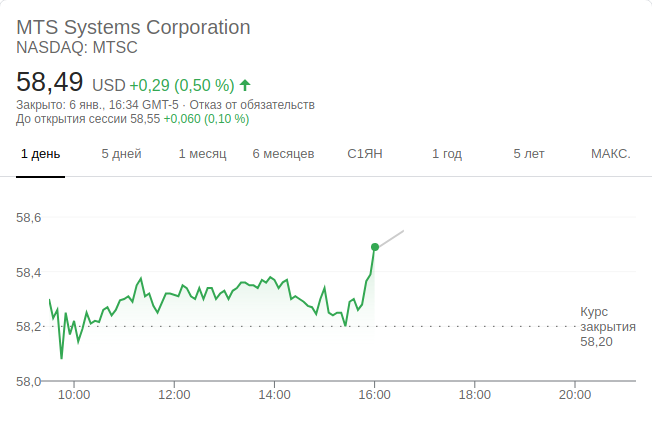 MTS Systems Corporation
NASDAQ: MTSC
58,49 USD +0,29 (0,50 %)
Закрыто: 6 янв., 16:34 GMT-5 · Отказ от обязательств
До открытия сессии 58,55 +0,060 (0,10 %)
1 день 5 дней 1 месяц 6 месяцев С1ЯН 1 год 5 лет МАКС.
58,6
58,4
58,2
58,0
Курс
закрытия
58,20
10:00 12:00 14:00 16:00 18:00 20:00